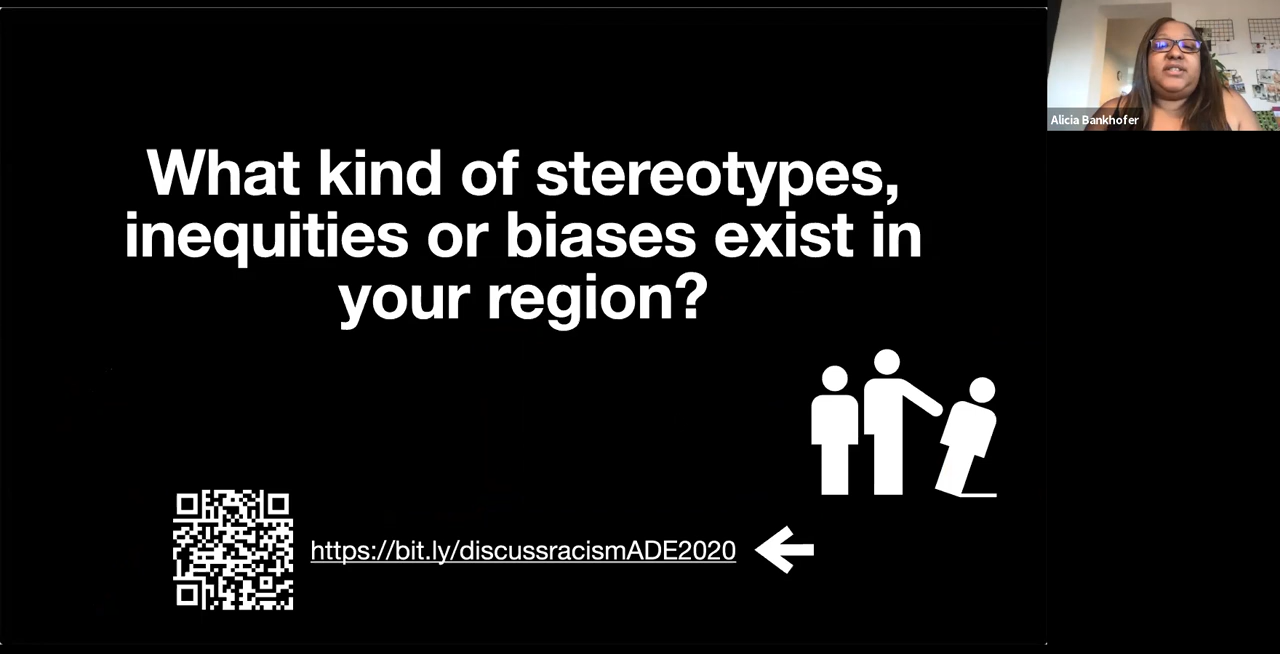 What kind of stereotypes,
inequities or biases exist in
your region?
https://bit.ly/discussracismADE2020
Alicia Bankhofer